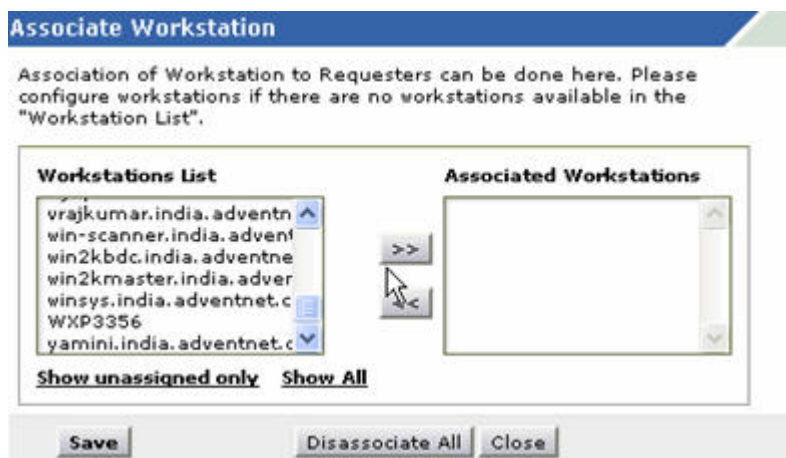 Associate Workstation
Association of Workstation to Requesters can be done here. Please
configure workstations if there are no workstations available in the
"Workstation List".
Workstations List
Associated Workstations
vrajkumar.india.adventn
win-scanner.india.advent
win2kbdc.india.adventne
win2kmaster.india.adver
winsys.india.adventnet.c
WXP3356
yamini.india.adventnet.c
>>
<<
Show unassigned only Show All
Save Disassociate All Close